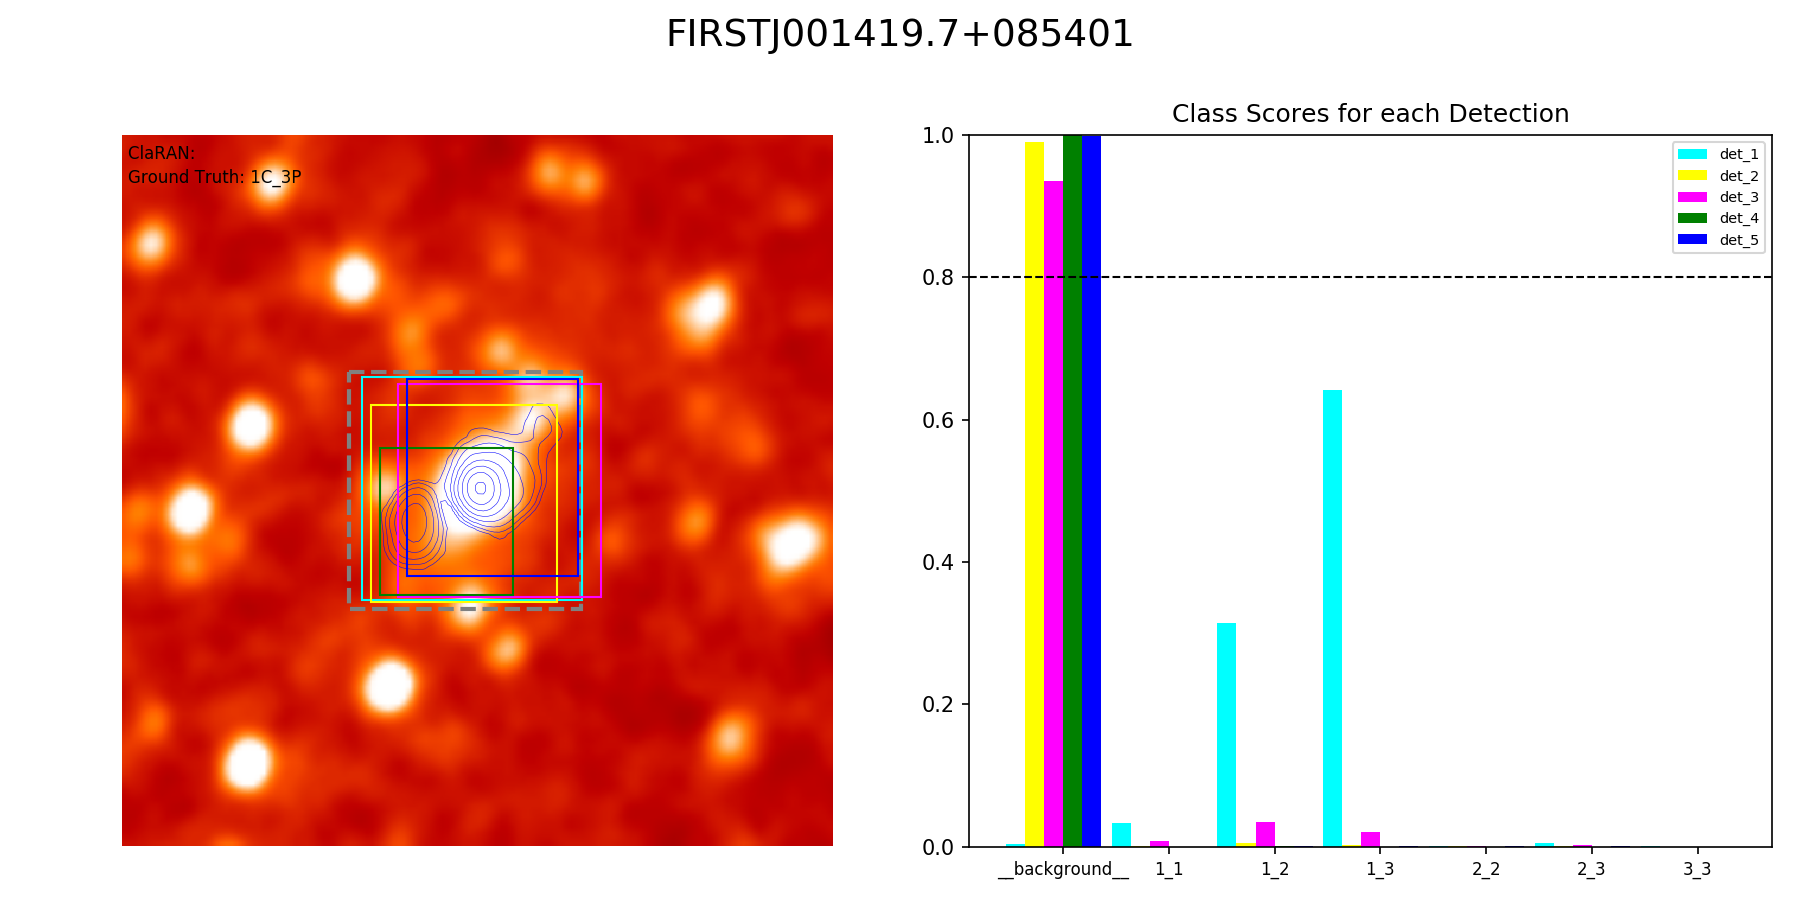 FIRSTJ001419.7+085401
ClaRAN:
Ground Truth: 1C_3P
Class Scores for each Detection
1.0
0.8
0.6
0.4
0.2
0.0
det_1
det_2
det_3
det_4
det_5
__background__ 1_1 1_2 1_3 2_2 2_3 3_3